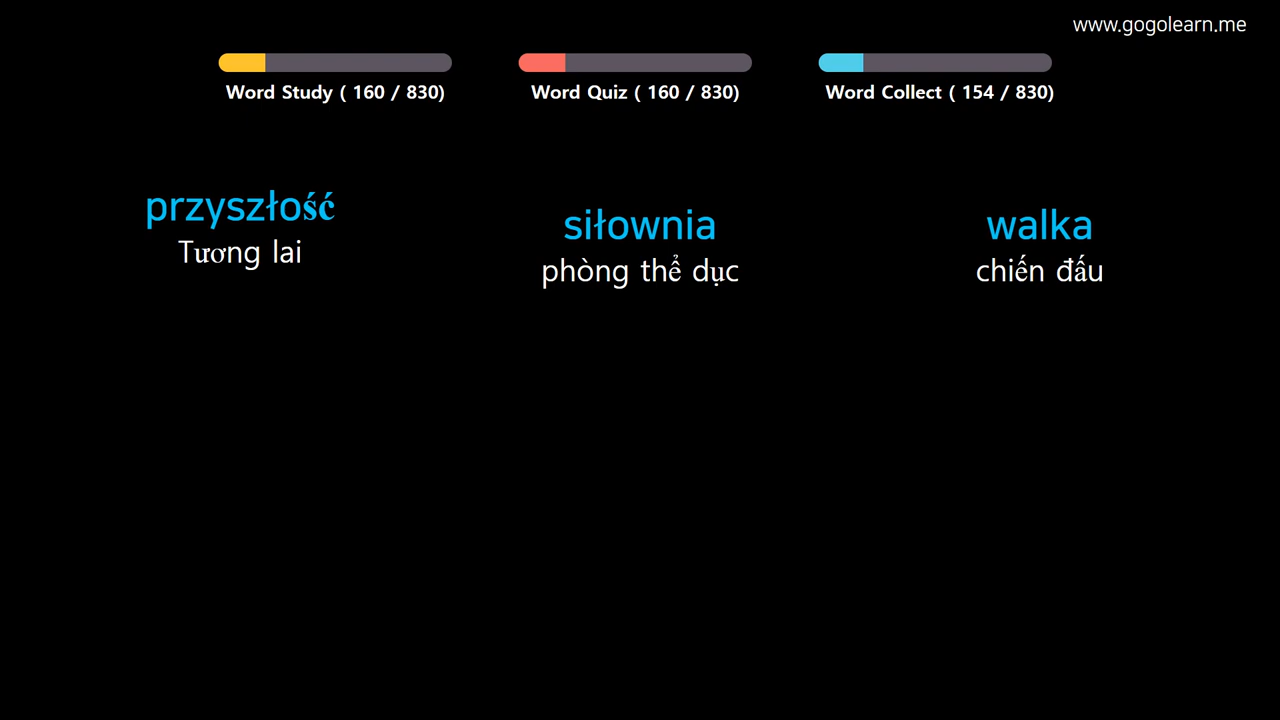 www.gogolearn.me
Word Study ( 160 / 830)
Word Quiz ( 160 / 830)
Word Collect ( 154 / 830)
przyszłość
Tương lai
siłownia
phòng thể dục
walka
chiến đấu